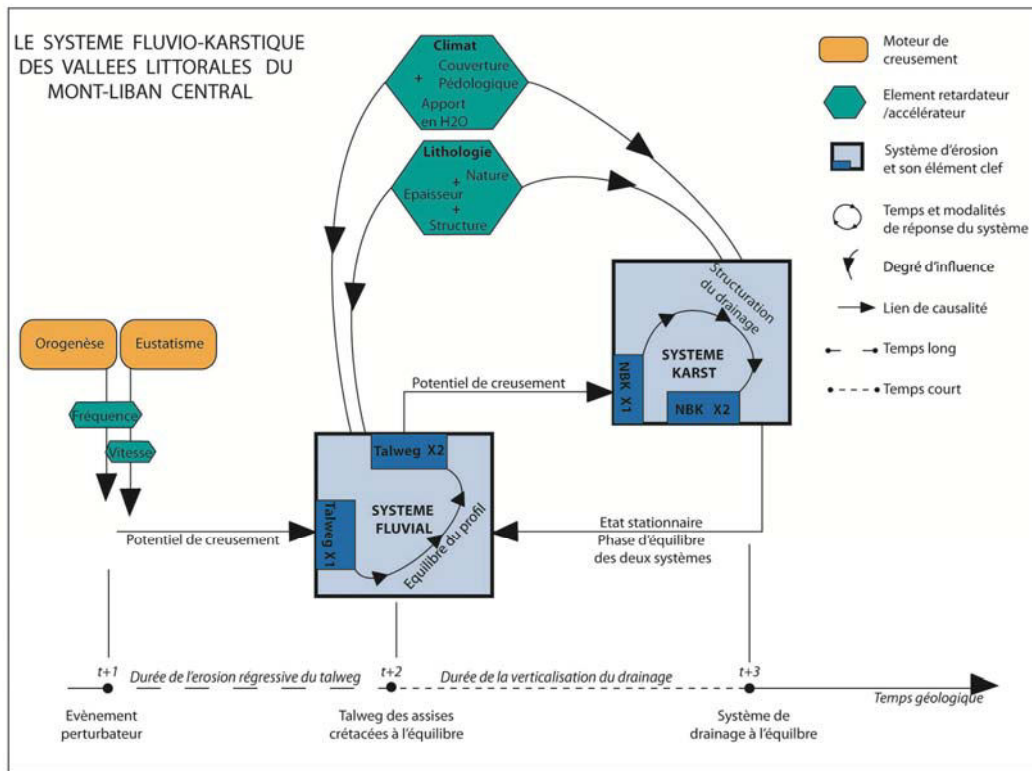 LE SYSTEME FLUVIO-KARSTIQUE
DES VALLEES LITTORALES DU
MONT-LIBAN CENTRAL
Climat
Couverture
+
Pédologique
Apport
en H2O
Lithologie
+ Nature
Epaisseur
+
Structure
Moteur de
creusement
Element retardateur
/accélérateur
Système d'érosion
et son élément clef
Temps et modalités
de réponse du système
Degré d'influence
Lien de causalité
Temps long
Temps court
Orogenèse
Eustatisme
Fréquence
Vitesse
Potentiel de creusement
Talweg X1
Talweg X2
SYSTEME
FLUVIAL
Equilibre du profil
Potentiel de creusement
NBK X1
NBK X2
SYSTEME
KARST
Structuration
du drainage
Etat stationnaire
Phase d'équilibre
des deux systèmes
t+1
Durée de l'erosion régressive du talweg
t+2
Durée de la verticalisation du drainage
t+3
Temps géologique
Evènement
perturbateur
Talweg des assises
crétacées à l'équilibre
Système de
drainage à l'équilbre